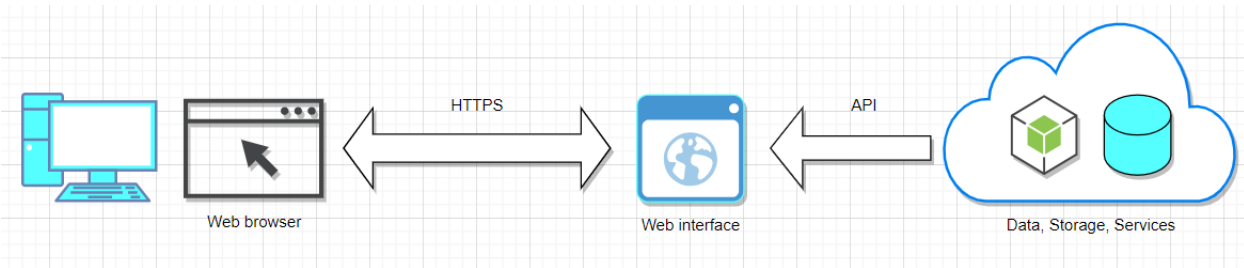 HTTPS
API
Web browser
Web interface
Data, Storage, Services